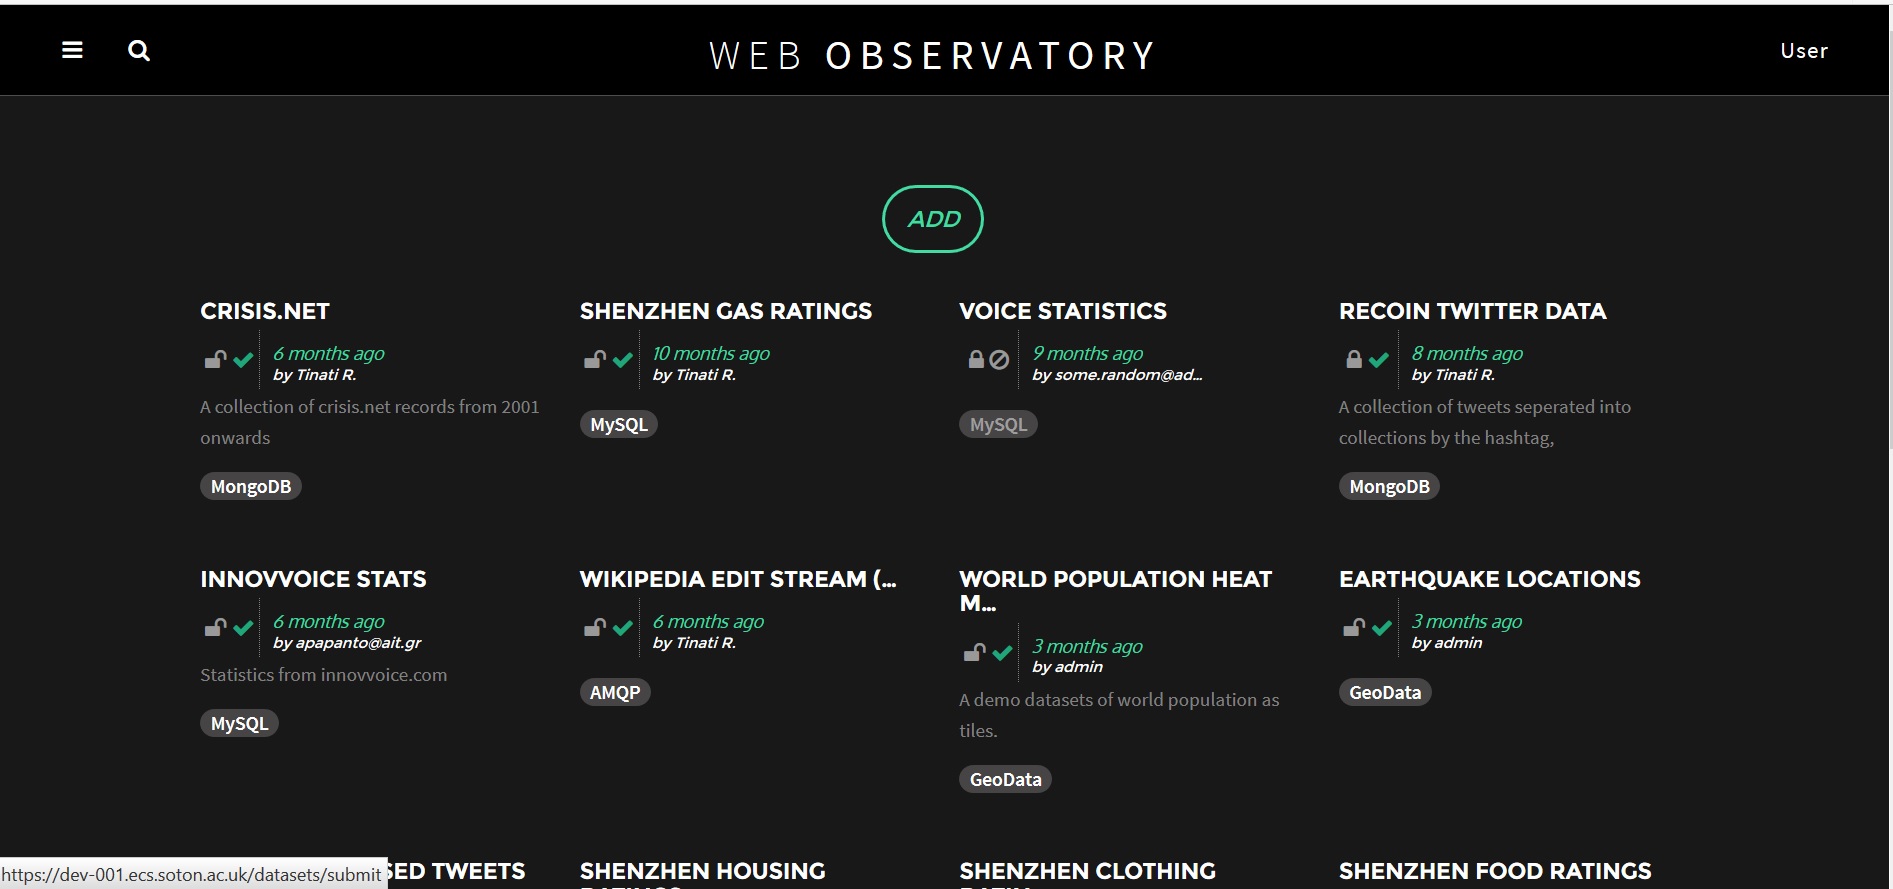 WEB OBSERVATORY
User
ADD
CRISIS.NET
6 months ago
by Tinati R.
A collection of crisis.net records from 2001
onwards
MongoDB
SHENZHEN GAS RATINGS
10 months ago
by Tinati R.
MySQL
VOICE STATISTICS
9 months ago
by some.random@ad...
MySQL
RECOIN TWITTER DATA
8 months ago
by Tinati R.
A collection of tweets seperated into
collections by the hashtag,
MongoDB
INNOVVOICE STATS
6 months ago
by apapanto@ait.gr
Statistics from innovvoice.com
MySQL
WIKIPEDIA EDIT STREAM (...
6 months ago
by Tinati R.
AMQP
WORLD POPULATION HEAT
M...
3 months ago
by admin
A demo datasets of world population as
tiles.
GeoData
EARTHQUAKE LOCATIONS
3 months ago
by admin
GeoData
TWEETS
SHENZHEN HOUSING
SHENZHEN CLOTHING
SHENZHEN FOOD RATINGS
https://dev-001.ecs.soton.ac.uk/datasets/submit